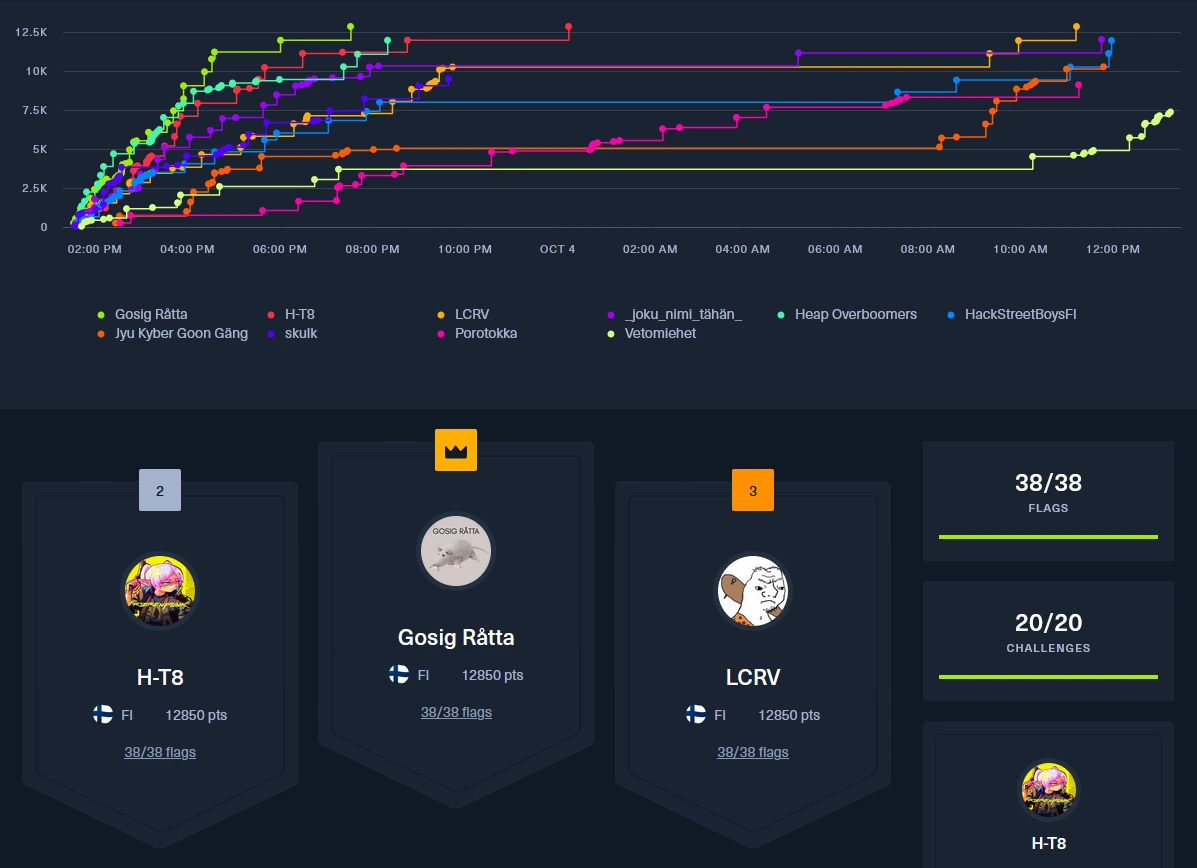 12.5K
10K
7.5K
5K
2.5K
0
02:00 PM 04:00 PM 06:00 PM 08:00 PM 10:00 PM OCT 4 02:00 AM 04:00 AM 06:00 AM 08:00 AM 10:00 AM 12:00 PM
Gosig Råtta H-T8 LCRV _joku_nimi_tähän_ Heap Overboomers HackStreetBoysFI
Jyu Kyber Goon Gäng skulk Porotokka Vetomiehet
2
H-T8
FI 12850 pts
38/38 flags
GOSIG RÅTTA
Gosig Råtta
FI 12850 pts
38/38 flags
3
LCRV
FI 12850 pts
38/38 flags
38/38
FLAGS
20/20
CHALLENGES
H-T8